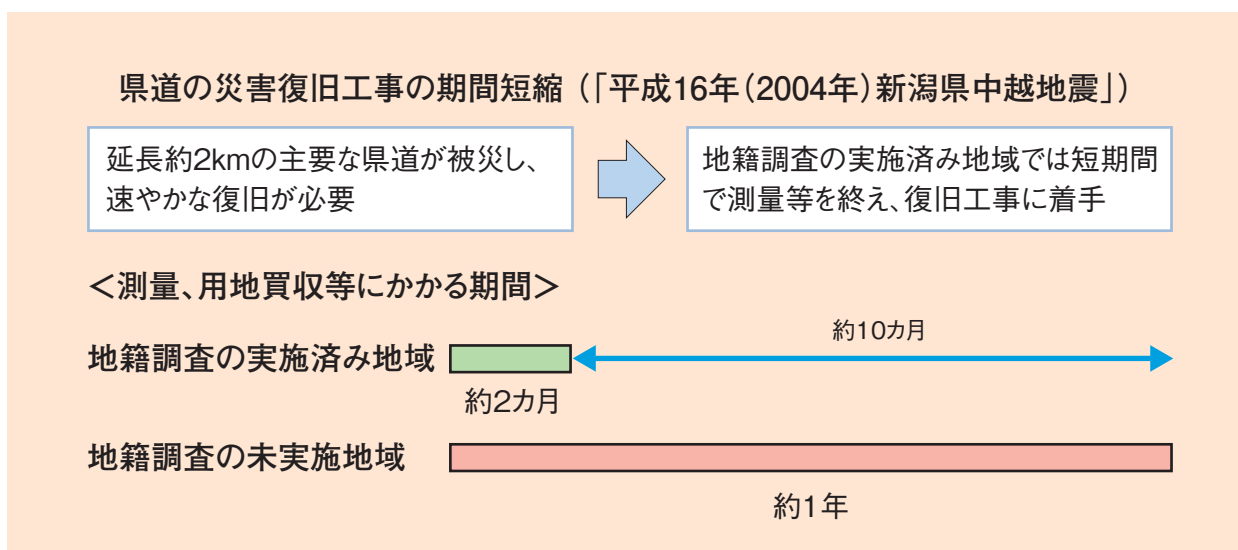 県道の災害復旧工事の期間短縮（｢平成16年（2004年）新潟県中越地震｣）
延長約2kmの主要な県道が被災し、
速やかな復旧が必要
地籍調査の実施済み地域では短期間
で測量等を終え、復旧工事に着手
＜測量、用地買収等にかかる期間＞
約10カ月
地籍調査の実施済み地域
約2カ月
地籍調査の未実施地域
約1年